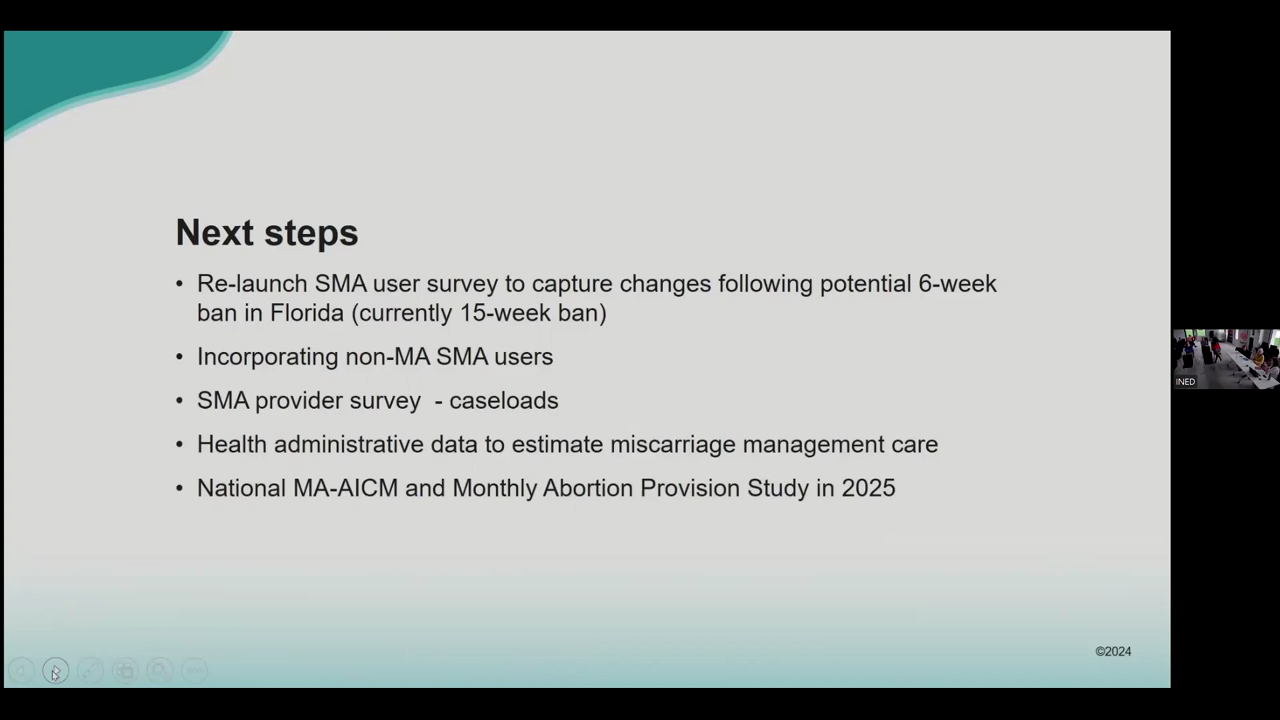 Next steps
• Re-launch SMA user survey to capture changes following potential 6-week
ban in Florida (currently 15-week ban)
• Incorporating non-MA SMA users
• SMA provider survey  - caseloads
• Health administrative data to estimate miscarriage management care
• National MA-AICM and Monthly Abortion Provision Study in 2025
©2024
INED